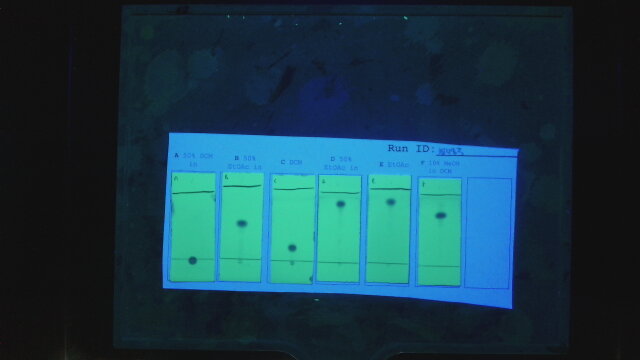 Run ID:
A 50% DCM in
B 50% EtOAc in
C DCM
D 50% EtOAc in
E EtOAc
F 10% MeOH in DCM
A
B
C
E
F